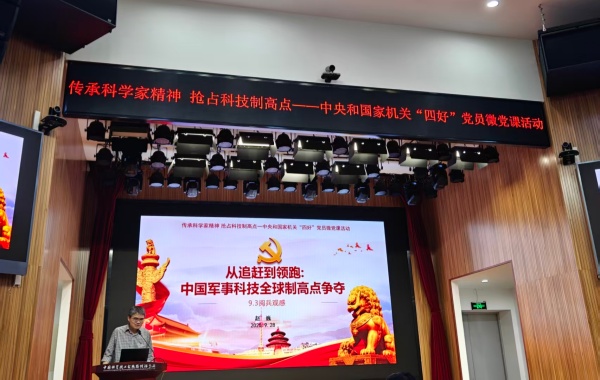 传承科学家精神 抢占科技制高点——中央和国家机关“四好”党员微党课活动
传承科学家精神 抢占科技制高点—中央和国家机关“四好”党员微党课活动
从追赶到领跑:
中国军事科技全球制高点争夺
9.3阅兵观感